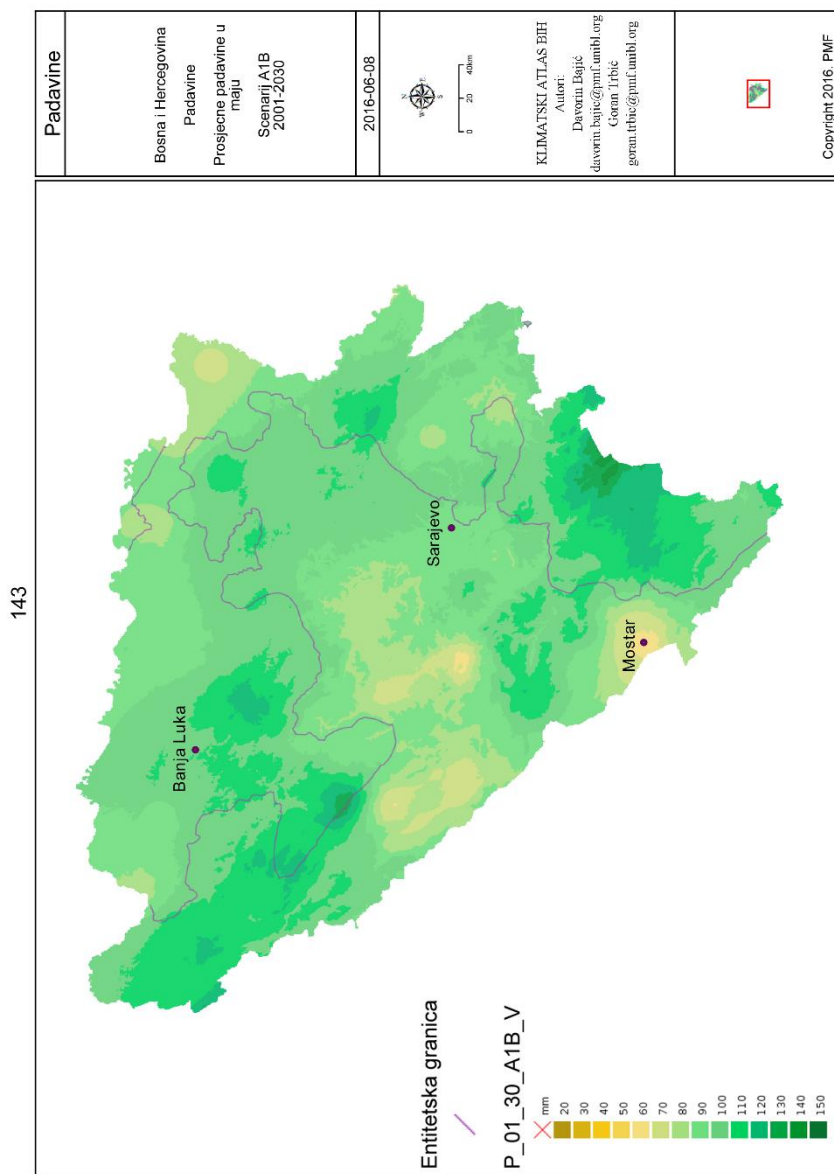 143
Padavine
Bosna i Hercegovina
Padavine
Prosjecne padavine u
maju
Scenarij A1B
2001-2030
2016-06-08
N
W
E
S
0 20 40km
KLIMATSKI ATLAS BIH
Autori:
Davorin Bajić
davorin.bajic@pmf.unibl.org
Goran Trbić
goran.trbic@pmf.unibl.org
Copyright 2016. PMF
Banja Luka
Sarajevo
Mostar
Entitetska granica
P_01_30_A1B_V
mm
20
30
40
50
60
70
80
90
100
110
120
130
140
150